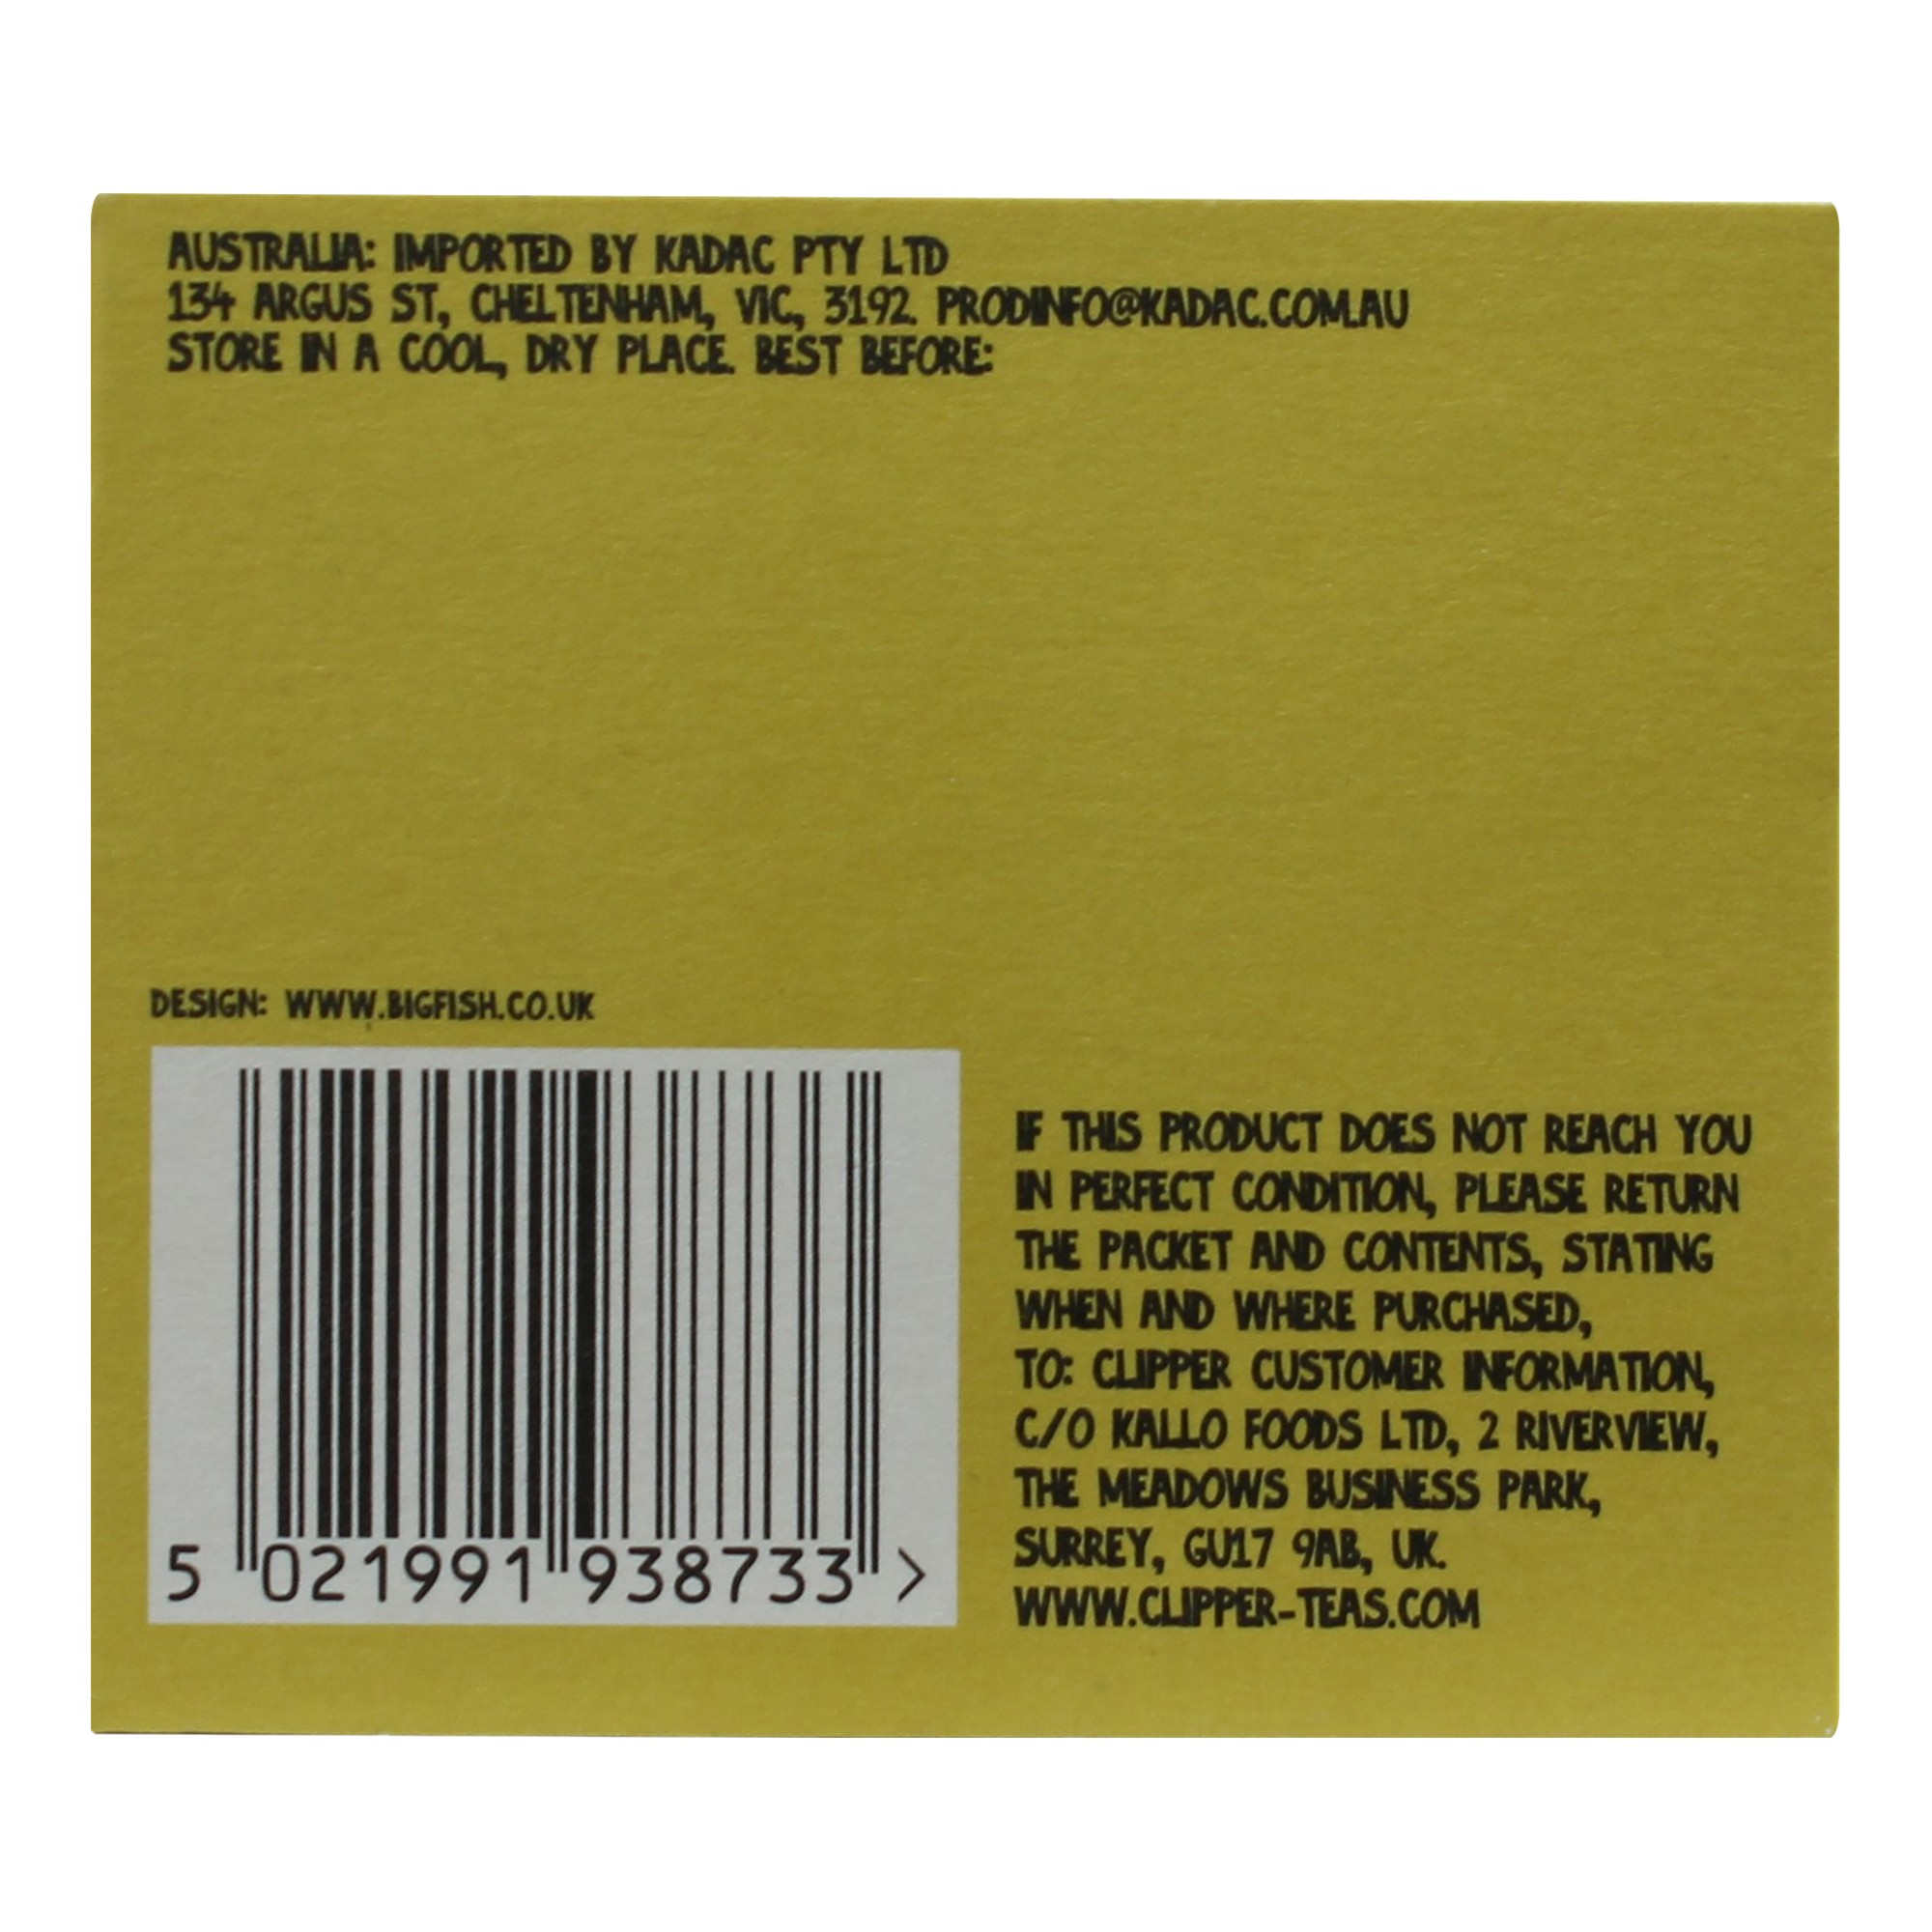 AUSTRALIA: IMPORTED BY KADAC PTY LTD
134 ARGUS ST, CHELTENHAM, VIC, 3192. PRODINFO@KADAC.COM.AU
STORE IN A COOL, DRY PLACE. BEST BEFORE:
DESIGN: WWW.BIGFISH.CO.UK
5 021991 938733 >
IF THIS PRODUCT DOES NOT REACH YOU
IN PERFECT CONDITION, PLEASE RETURN
THE PACKET AND CONTENTS, STATING
WHEN AND WHERE PURCHASED,
TO: CLIPPER CUSTOMER INFORMATION,
C/O KALLO FOODS LTD, 2 RIVERVIEW,
THE MEADOWS BUSINESS PARK,
SURREY, GU17 9AB, UK.
WWW.CLIPPER-TEAS.COM